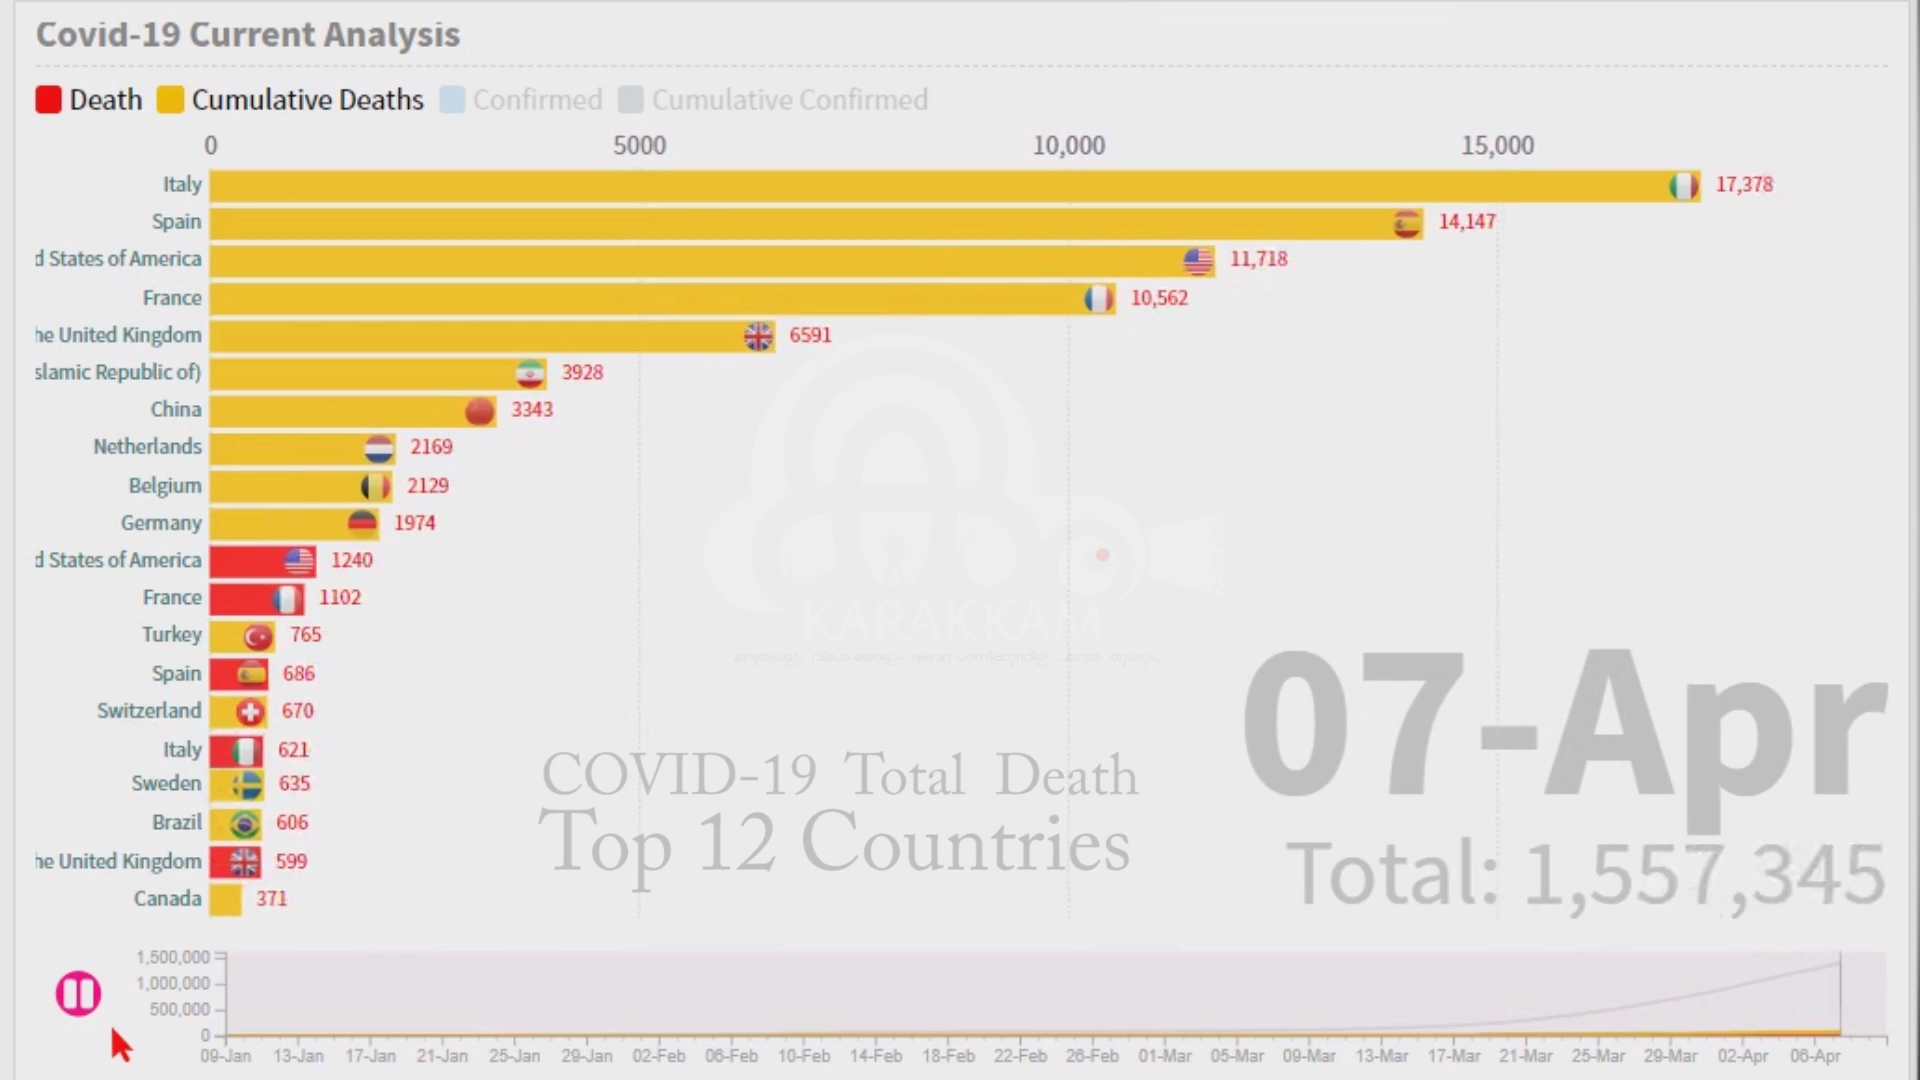 Covid-19 Current Analysis
Death Cumulative Deaths Confirmed Cumulative Confirmed
0 5000 10,000 15,000
Italy 17,378
Spain 14,147
d States of America 11,718
France 10,562
he United Kingdom 6591
slamic Republic of) 3928
China 3343
Netherlands 2169
Belgium 2129
Germany 1974
d States of America 1240
France 1102
Turkey 765
Spain 686
Switzerland 670
Italy 621
Sweden 635
Brazil 606
he United Kingdom 599
Canada 371
KARAKKAM
COVID-19 Total Death
Top 12 Countries
07-Apr
Total: 1,557,345
1,500,000
1,000,000
500,000
0
09-Jan 13-Jan 17-Jan 21-Jan 25-Jan 29-Jan 02-Feb 06-Feb 10-Feb 14-Feb 18-Feb 22-Feb 26-Feb 01-Mar 05-Mar 09-Mar 13-Mar 17-Mar 21-Mar 25-Mar 29-Mar 02-Apr 06-Apr